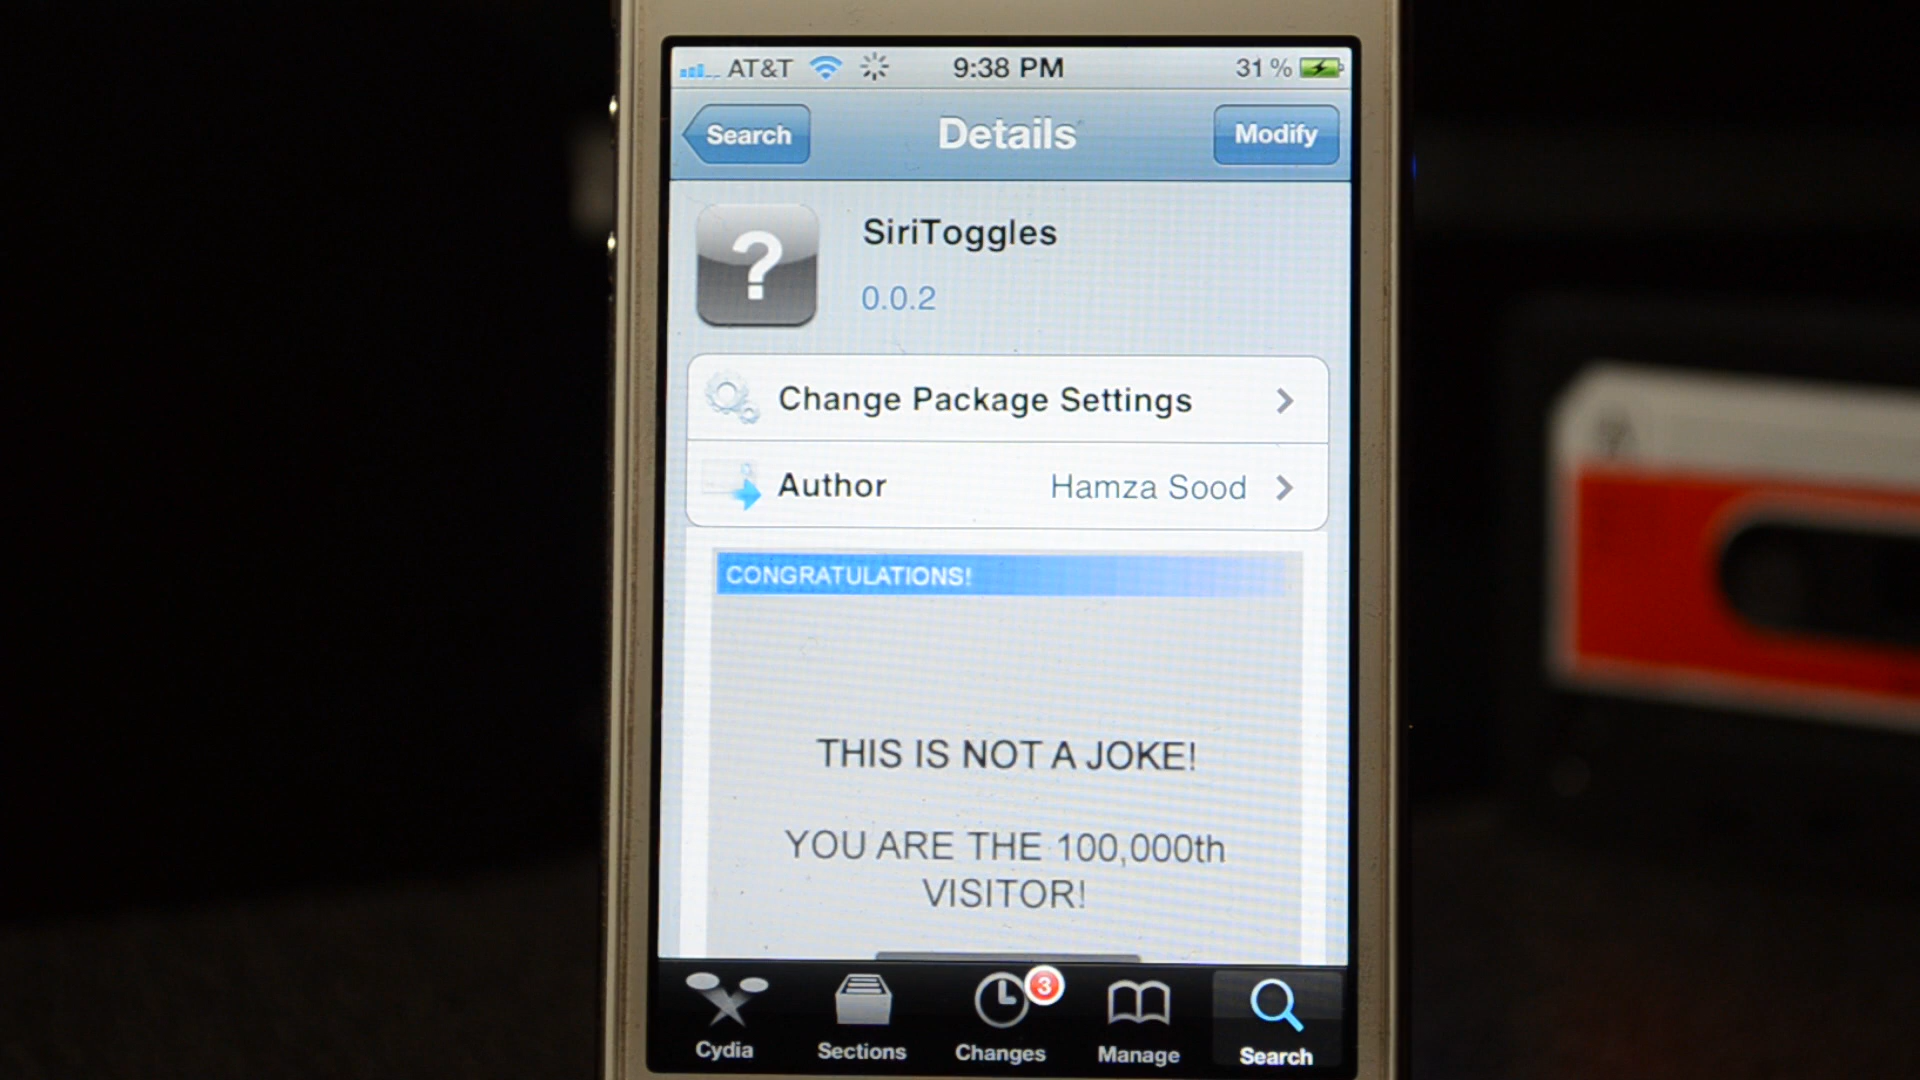 AT&T 9:38 PM 31 %
Search Details Modify
SiriToggles
0.0.2
Change Package Settings
Author Hamza Sood
CONGRATULATIONS!
THIS IS NOT A JOKE!
YOU ARE THE 100,000th
VISITOR!
3
Cydia Sections Changes Manage Search